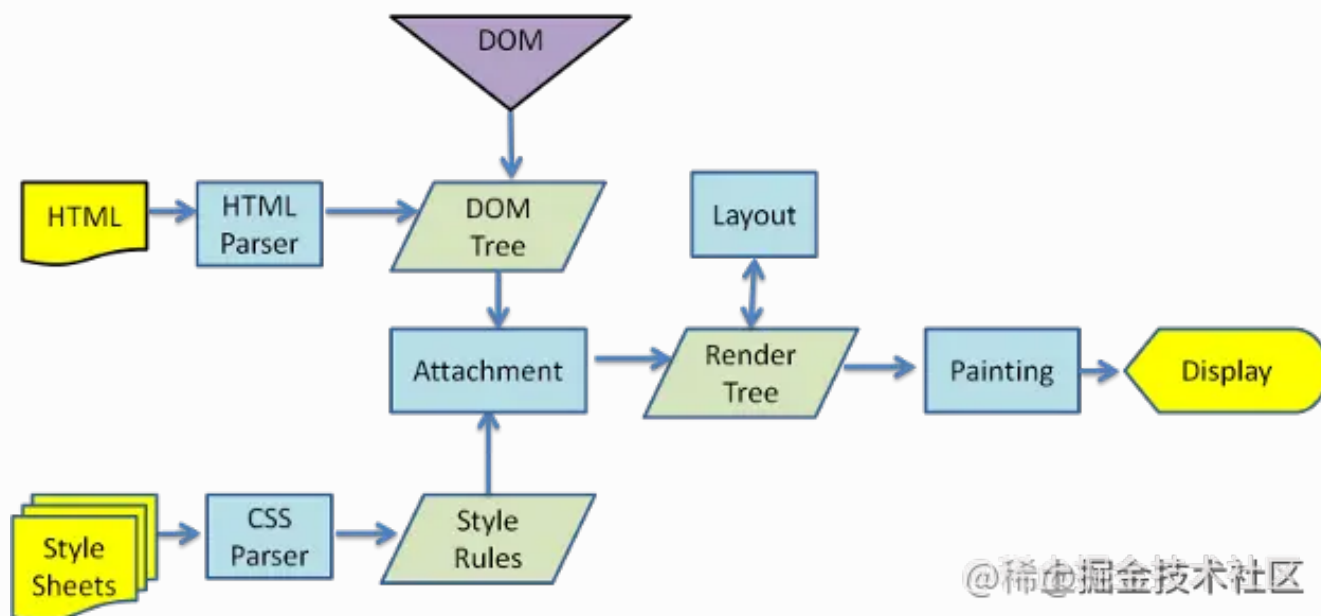 DOM
HTML
HTML
Parser
DOM
Tree
Layout
Attachment
Render
Tree
Painting
Display
Style
Sheets
CSS
Parser
Style
Rules
@稀土掘金技术社区